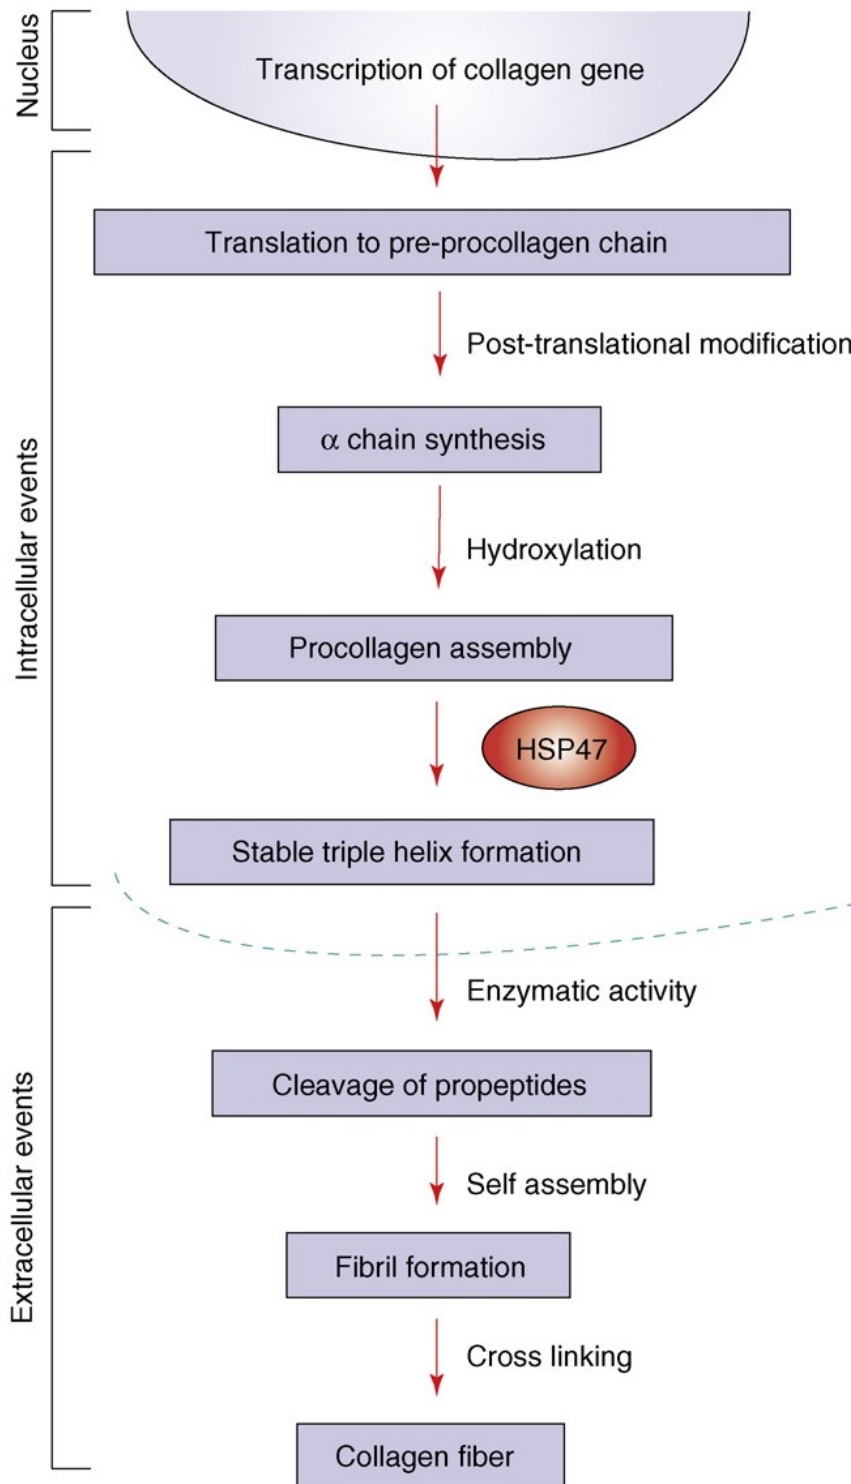 Nucleus
Transcription of collagen gene
Intracellular events
Translation to pre-procollagen chain
Post-translational modification
α chain synthesis
Hydroxylation
Procollagen assembly
HSP47
Stable triple helix formation
Extracellular events
Enzymatic activity
Cleavage of propeptides
Self assembly
Fibril formation
Cross linking
Collagen fiber